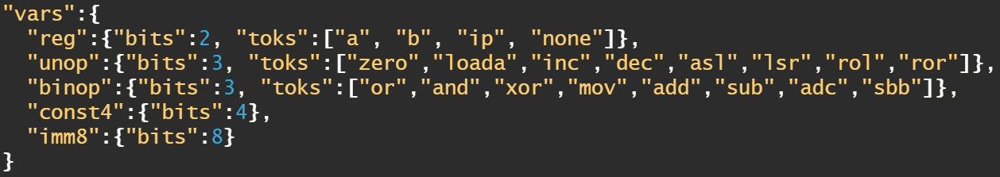 "vars":{
  "reg":{"bits":2, "toks":["a", "b", "ip", "none"]},
  "unop":{"bits":3, "toks":["zero","loada","inc","dec","asl","lsr","rol","ror"]},
  "binop":{"bits":3, "toks":["or","and","xor","mov","add","sub","adc","sbb"]},
  "const4":{"bits":4},
  "imm8":{"bits":8}
}